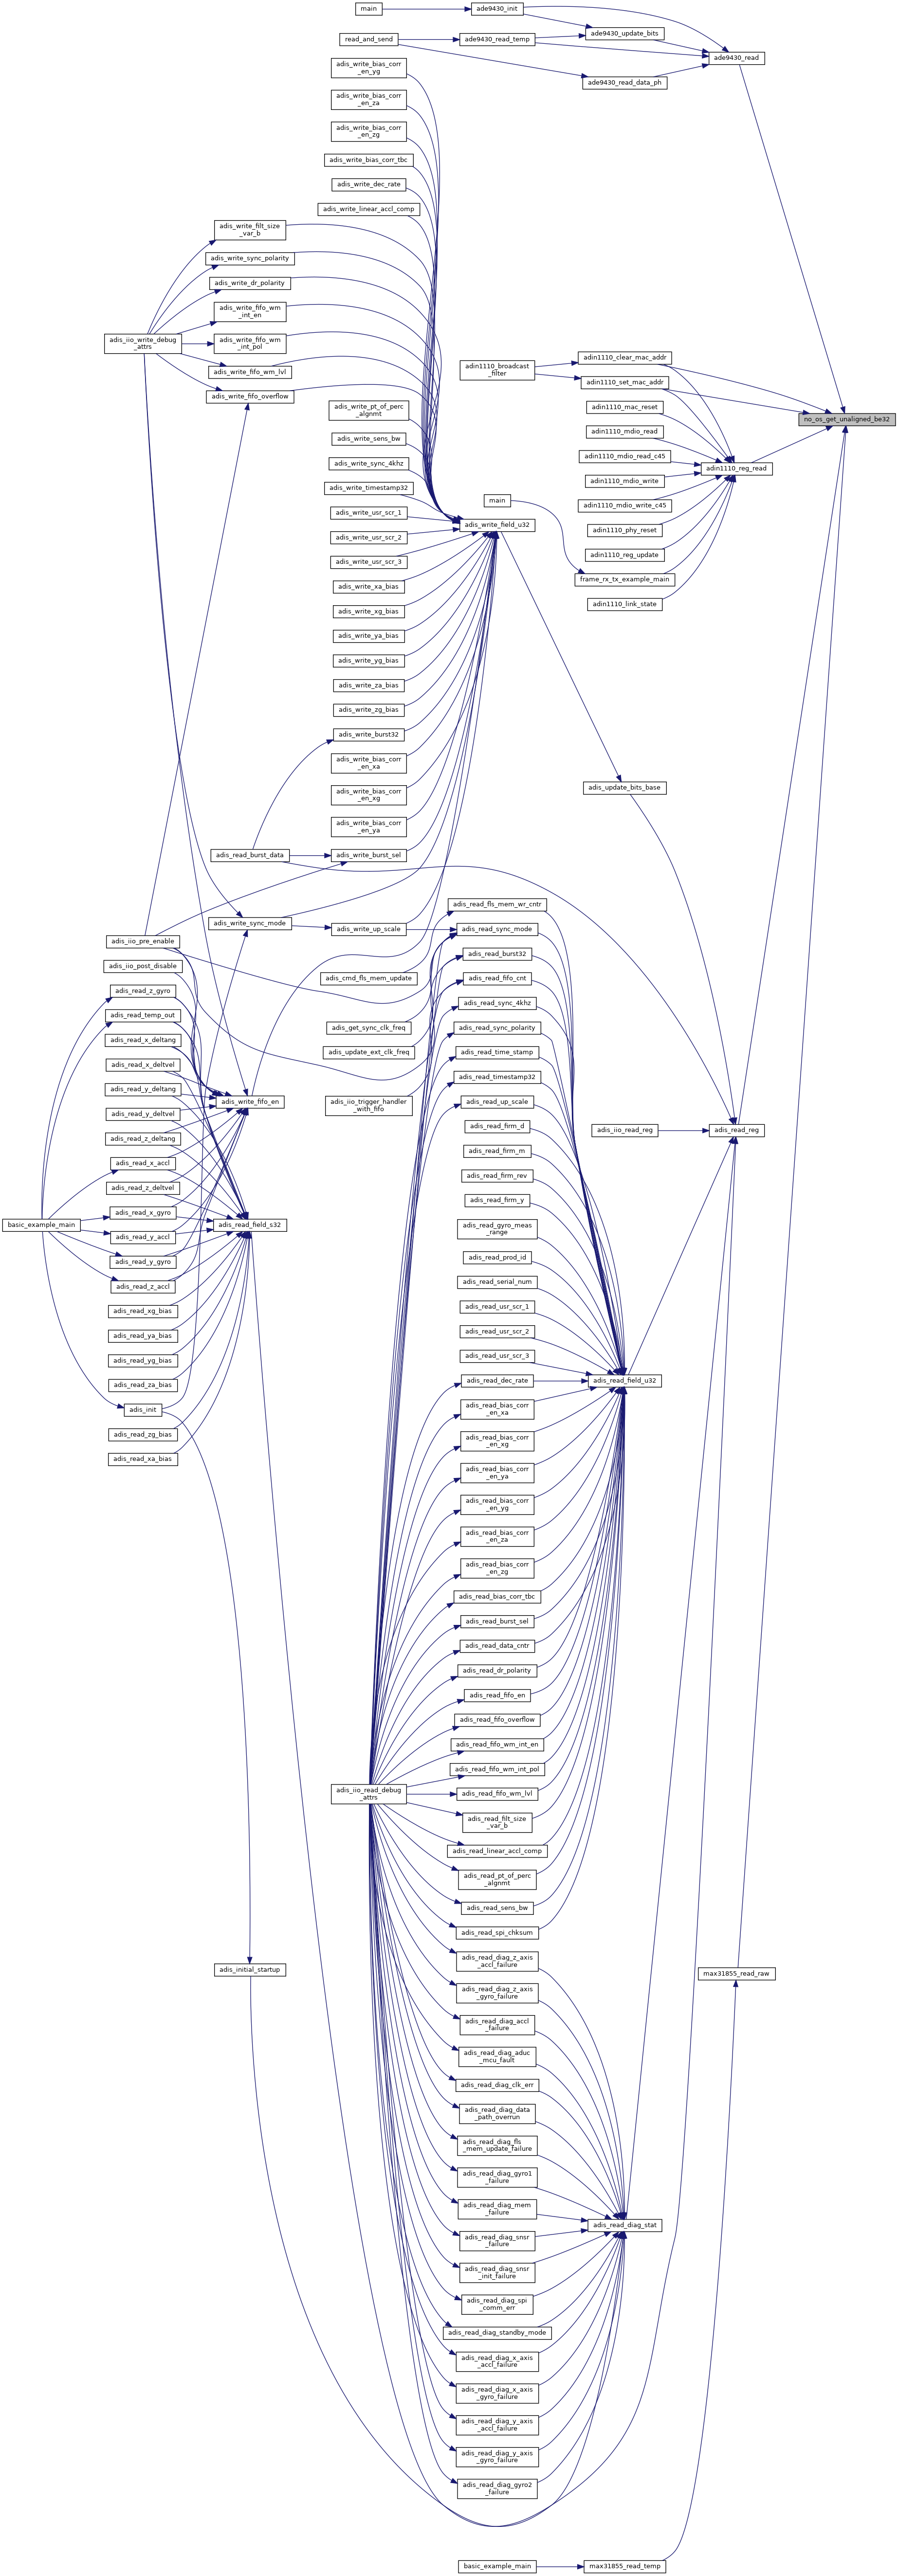 main
ade9430_init
read_and_send
ade9430_read_temp
ade9430_update_bits
ade9430_read
ade9430_read_data_ph
adis_write_bias_corr
_en_yg
adis_write_bias_corr
_en_za
adis_write_bias_corr
_en_zg
adis_write_bias_corr_tbc
adis_write_dec_rate
adis_write_linear_accl_comp
adis_write_filt_size
_var_b
adis_write_sync_polarity
adis_write_dr_polarity
adis_write_fifo_wm
_int_en
adis_iio_write_debug
_attrs
adis_write_fifo_wm
_int_pol
adis_write_fifo_wm_lvl
adis_write_fifo_overflow
adin1110_broadcast
_filter
adin1110_clear_mac_addr
adin1110_set_mac_addr
no_os_get_unaligned_be32
adin1110_mac_reset
adin1110_mdio_read
adin1110_mdio_read_c45
adin1110_reg_read
adin1110_mdio_write
adin1110_mdio_write_c45
adin1110_phy_reset
adin1110_reg_update
frame_rx_tx_example_main
adin1110_link_state
main
adis_write_pt_of_perc
_algnmt
adis_write_sens_bw
adis_write_sync_4khz
adis_write_timestamp32
adis_write_usr_scr_1
adis_write_field_u32
adis_write_usr_scr_2
adis_write_usr_scr_3
adis_write_xa_bias
adis_write_xg_bias
adis_write_ya_bias
adis_write_yg_bias
adis_write_za_bias
adis_write_zg_bias
adis_write_burst32
adis_write_bias_corr
_en_xa
adis_update_bits_base
adis_write_bias_corr
_en_xg
adis_write_bias_corr
_en_ya
adis_read_burst_data
adis_write_burst_sel
adis_write_sync_mode
adis_write_up_scale
adis_iio_pre_enable
adis_iio_post_disable
adis_read_fls_mem_wr_cntr
adis_read_sync_mode
adis_read_burst32
adis_cmd_fls_mem_update
adis_read_fifo_cnt
adis_read_z_gyro
adis_read_temp_out
adis_read_x_deltang
adis_read_x_deltvel
adis_read_y_deltang
adis_read_y_deltvel
adis_read_z_deltang
adis_read_x_accl
adis_read_z_deltvel
adis_read_x_gyro
adis_read_y_accl
adis_read_y_gyro
adis_read_z_accl
adis_read_xg_bias
adis_read_ya_bias
adis_read_yg_bias
adis_read_za_bias
adis_init
adis_read_zg_bias
adis_read_xa_bias
basic_example_main
adis_write_fifo_en
adis_read_field_s32
adis_get_sync_clk_freq
adis_update_ext_clk_freq
adis_iio_trigger_handler
_with_fifo
adis_read_sync_4khz
adis_read_sync_polarity
adis_read_time_stamp
adis_read_timestamp32
adis_read_up_scale
adis_read_firm_d
adis_iio_read_reg
adis_read_reg
adis_read_firm_m
adis_read_firm_rev
adis_read_firm_y
adis_read_gyro_meas
_range
adis_read_prod_id
adis_read_serial_num
adis_read_usr_scr_1
adis_read_usr_scr_2
adis_read_usr_scr_3
adis_read_dec_rate
adis_read_field_u32
adis_read_bias_corr
_en_xa
adis_read_bias_corr
_en_xg
adis_read_bias_corr
_en_ya
adis_read_bias_corr
_en_yg
adis_read_bias_corr
_en_za
adis_read_bias_corr
_en_zg
adis_read_bias_corr_tbc
adis_read_burst_sel
adis_read_data_cntr
adis_read_dr_polarity
adis_read_fifo_en
adis_read_fifo_overflow
adis_read_fifo_wm_int_en
adis_read_fifo_wm_int_pol
adis_iio_read_debug
_attrs
adis_read_fifo_wm_lvl
adis_read_filt_size
_var_b
adis_read_linear_accl_comp
adis_read_pt_of_perc
_algnmt
adis_read_sens_bw
adis_read_spi_chksum
adis_initial_startup
max31855_read_raw
adis_read_diag_z_axis
_accl_failure
adis_read_diag_z_axis
_gyro_failure
adis_read_diag_accl
_failure
adis_read_diag_aduc
_mcu_fault
adis_read_diag_clk_err
adis_read_diag_data
_path_overrun
adis_read_diag_fls
_mem_update_failure
adis_read_diag_gyro1
_failure
adis_read_diag_mem
_failure
adis_read_diag_stat
adis_read_diag_snsr
_failure
adis_read_diag_snsr
_init_failure
adis_read_diag_spi
_comm_err
adis_read_diag_standby_mode
adis_read_diag_x_axis
_accl_failure
adis_read_diag_x_axis
_gyro_failure
adis_read_diag_y_axis
_accl_failure
adis_read_diag_y_axis
_gyro_failure
adis_read_diag_gyro2
_failure
basic_example_main
max31855_read_temp